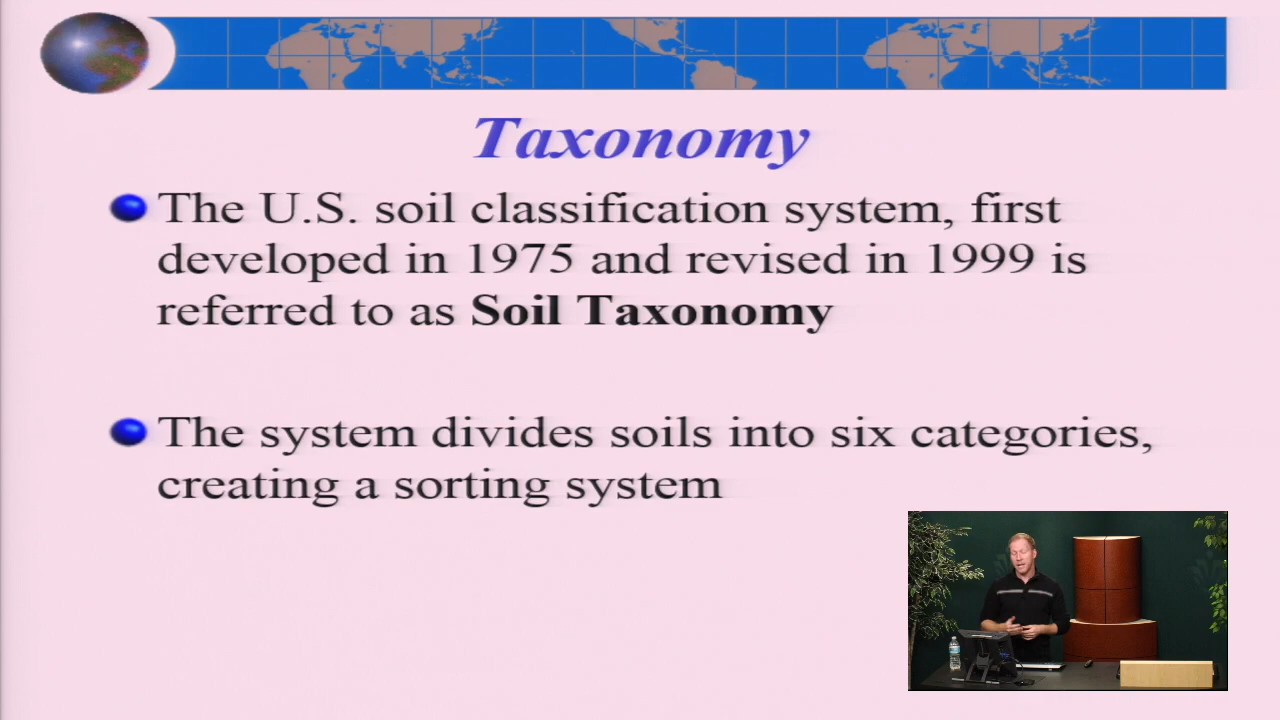 Taxonomy
The U.S. soil classification system, first
developed in 1975 and revised in 1999 is
referred to as Soil Taxonomy
The system divides soils into six categories,
creating a sorting system